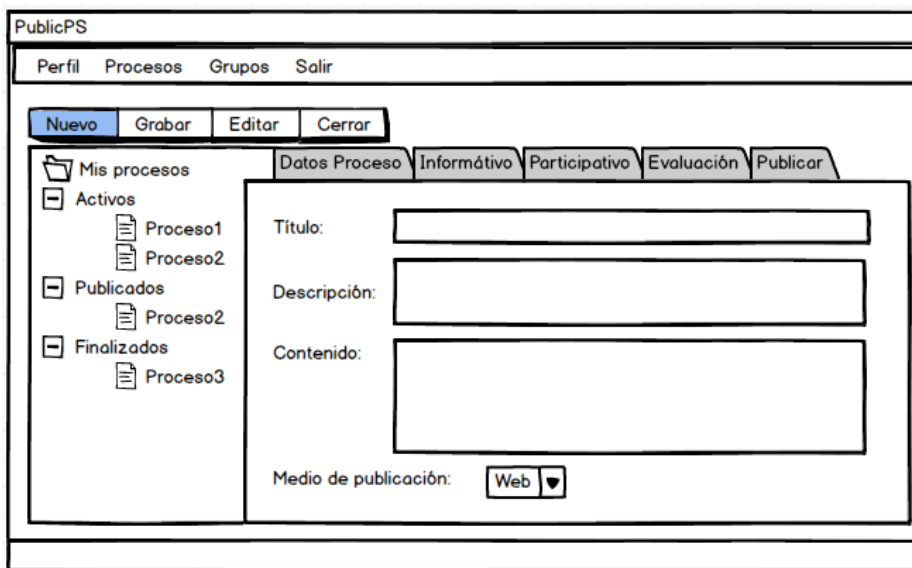 PublicPS
Perfil Procesos Grupos Salir
Nuevo Grabar Editar Cerrar
Mis procesos
Activos
Proceso1
Proceso2
Publicados
Proceso2
Finalizados
Proceso3
Datos Proceso Informátivo Participativo Evaluación Publicar
Título:
Descripción:
Contenido:
Medio de publicación: Web